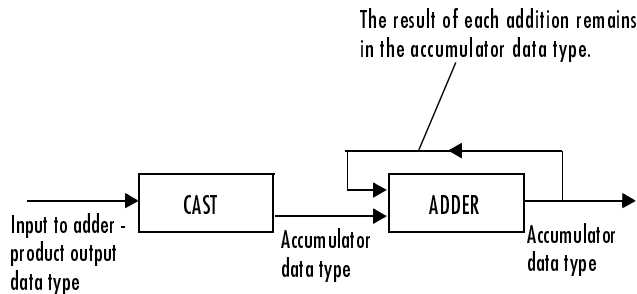 The result of each addition remains
in the accumulator data type.
CAST
ADDER
Input to adder -
product output
data type
Accumulator
data type
Accumulator
data type